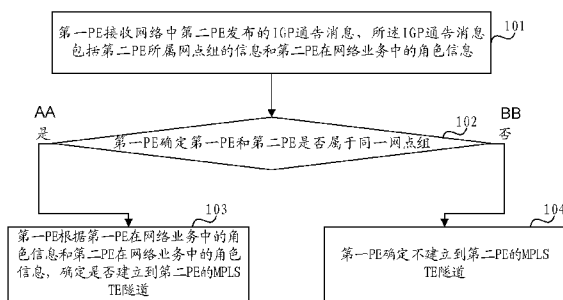 第一PE接收网络中第二PE发布的IGP通告消息，所述IGP通告消息
包括第二PE所属网点组的信息和第二PE在网络业务中的角色信息
101
AA
是
第一PE确定第一PE和第二PE是否属于同一网点组
102
BB
否
103
第一PE根据第一PE在网络业务中的角
色信息和第二PE在网络业务中的角色
信息，确定是否建立到第二PE的MPLS
TE隧道
104
第一PE确定不建立到第二PE的MPLS
TE隧道